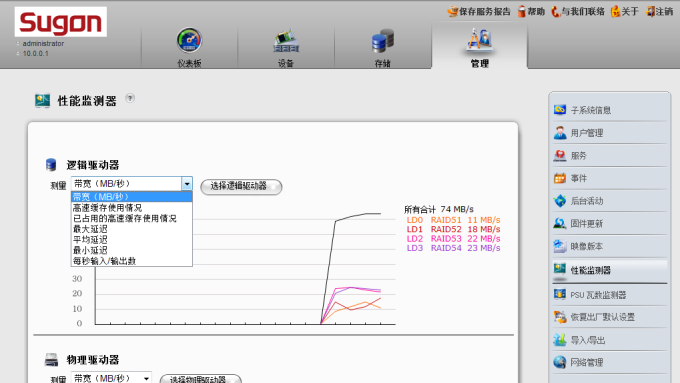 Sugon
administrator
10.0.0.1
保存服务报告 帮助 与我们联络 关于 注销
仪表板 设备 存储 管理
性能监测器 ?
逻辑驱动器
测量 带宽（MB/秒） 选择逻辑驱动器
带宽（MB/秒）
高速缓存使用情况
已占用的高速缓存使用情况
最大延迟
平均延迟
最小延迟
每秒输入/输出数
30
20
10
0
所有合计 74 MB/s
LD0 RAID51 11 MB/s
LD1 RAID52 18 MB/s
LD2 RAID53 22 MB/s
LD3 RAID54 23 MB/s
物理驱动器
测量 带宽（MB/秒） 选择物理驱动器
子系统信息
用户管理
服务
事件
后台活动
固件更新
映像版本
性能监测器
PSU 瓦数监测器
恢复出厂默认设置
导入/导出
网络管理